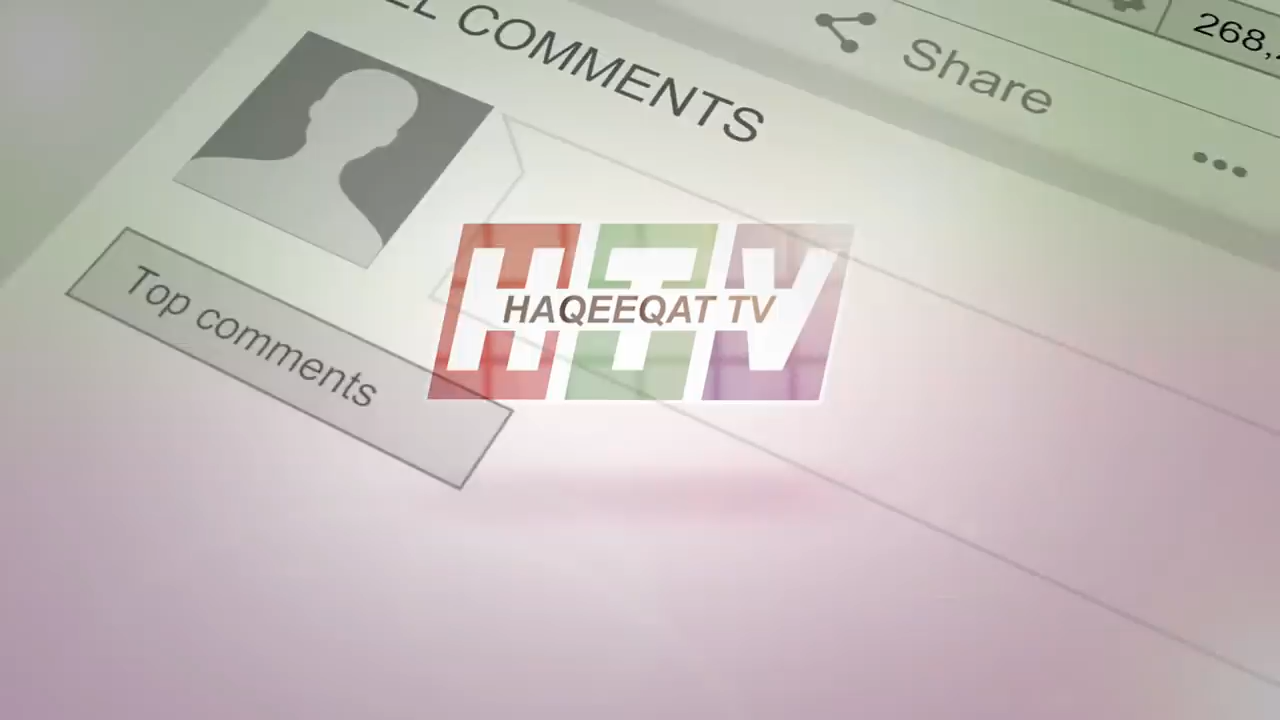 COMMENTS
Share
268,
Top comments
HTV
HAQEEQAT TV